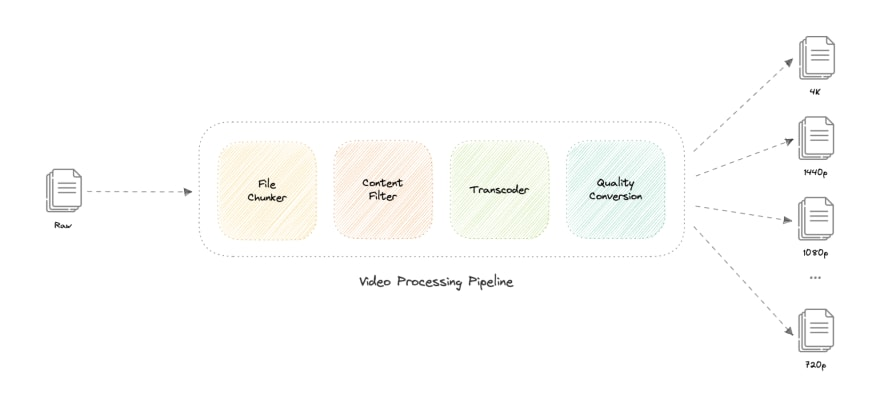 Raw
File
Chunker
Content
Filter
Transcoder
Quality
Conversion
Video Processing Pipeline
4K
1440p
1080p
...
720p